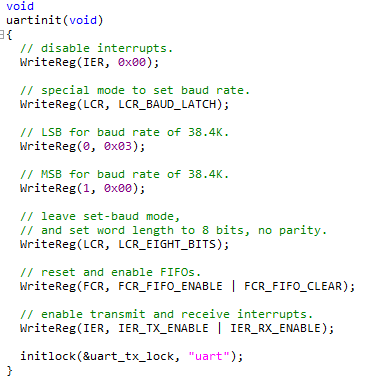 void
uartinit(void)
{
  // disable interrupts.
  WriteReg(IER, 0x00);

  // special mode to set baud rate.
  WriteReg(LCR, LCR_BAUD_LATCH);

  // LSB for baud rate of 38.4K.
  WriteReg(0, 0x03);

  // MSB for baud rate of 38.4K.
  WriteReg(1, 0x00);

  // leave set-baud mode,
  // and set word length to 8 bits, no parity.
  WriteReg(LCR, LCR_EIGHT_BITS);

  // reset and enable FIFOs.
  WriteReg(FCR, FCR_FIFO_ENABLE | FCR_FIFO_CLEAR);

  // enable transmit and receive interrupts.
  WriteReg(IER, IER_TX_ENABLE | IER_RX_ENABLE);

  initlock(&uart_tx_lock, "uart");
}